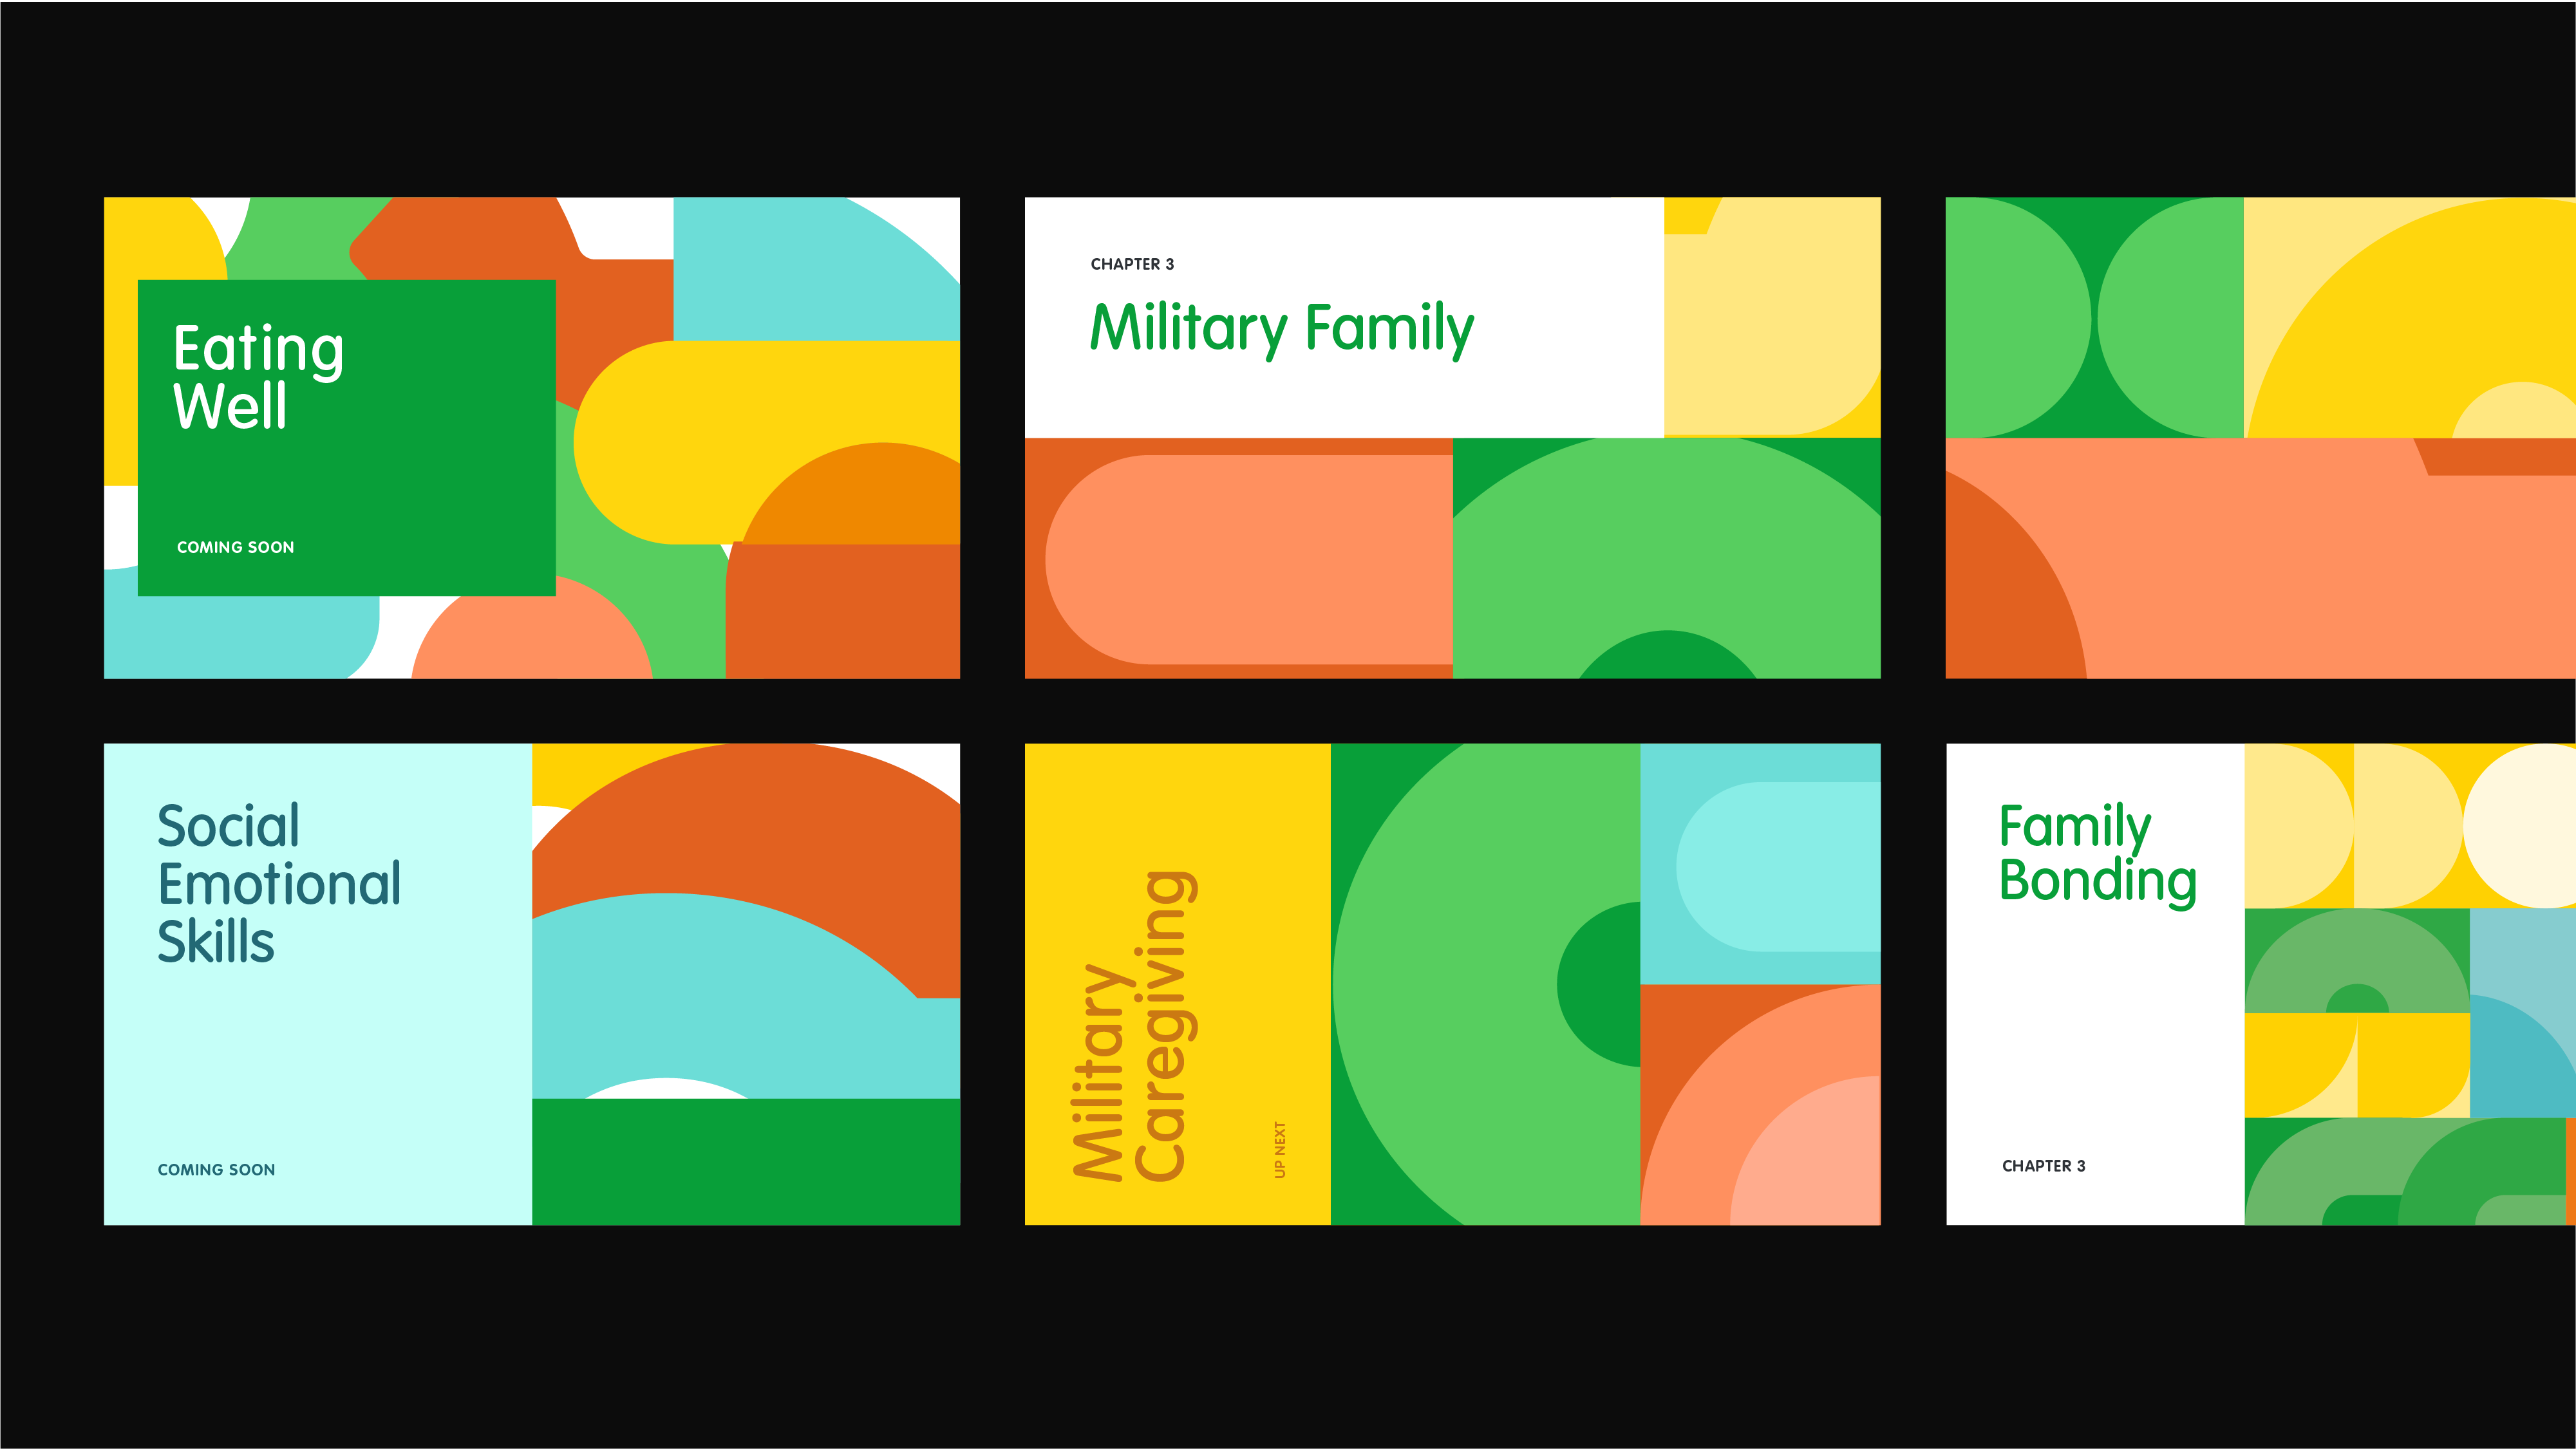 Eating
Well
COMING SOON
CHAPTER 3
Military Family
Social
Emotional
Skills
COMING SOON
Military
Caregiving
UP NEXT
Family
Bonding
CHAPTER 3